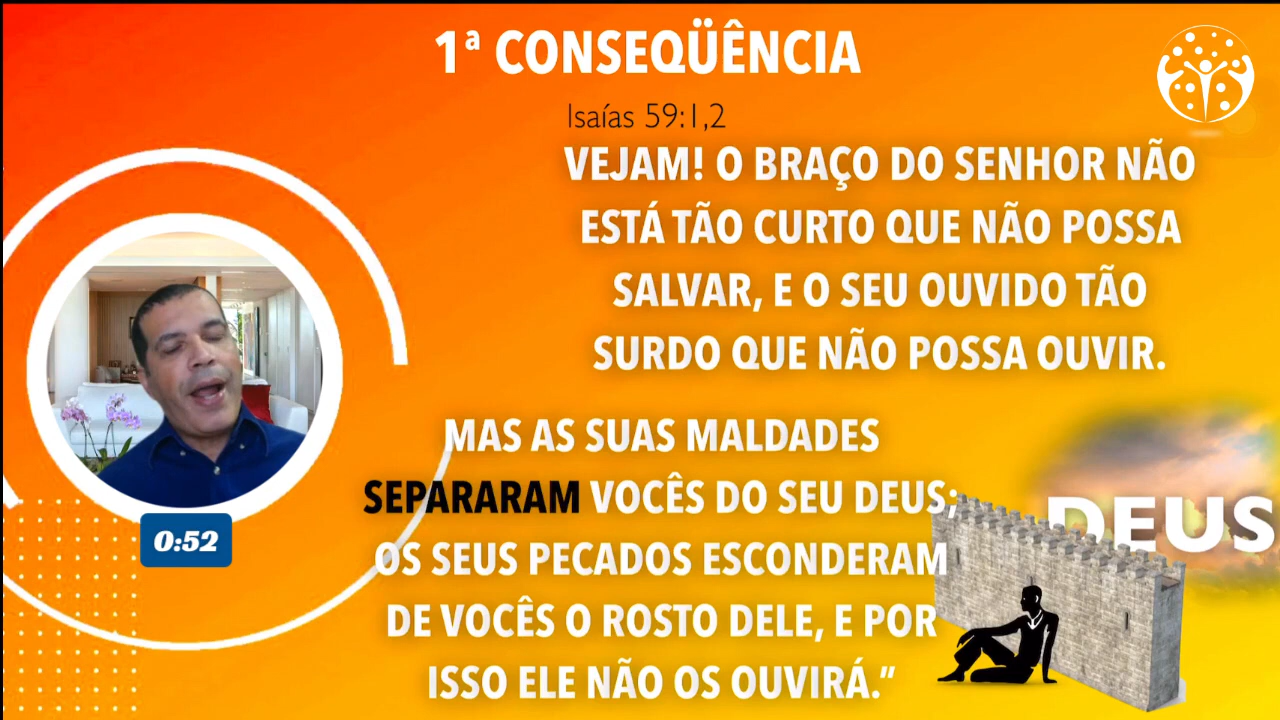 1ª CONSEQÜÊNCIA
Isaías 59:1,2
VEJAM! O BRAÇO DO SENHOR NÃO
ESTÁ TÃO CURTO QUE NÃO POSSA
SALVAR, E O SEU OUVIDO TÃO
SURDO QUE NÃO POSSA OUVIR.
MAS AS SUAS MALDADES
SEPARARAM VOCÊS DO SEU DEUS;
OS SEUS PECADOS ESCONDERAM
DE VOCÊS O ROSTO DELE, E POR
ISSO ELE NÃO OS OUVIRÁ.”
DEUS
0:52